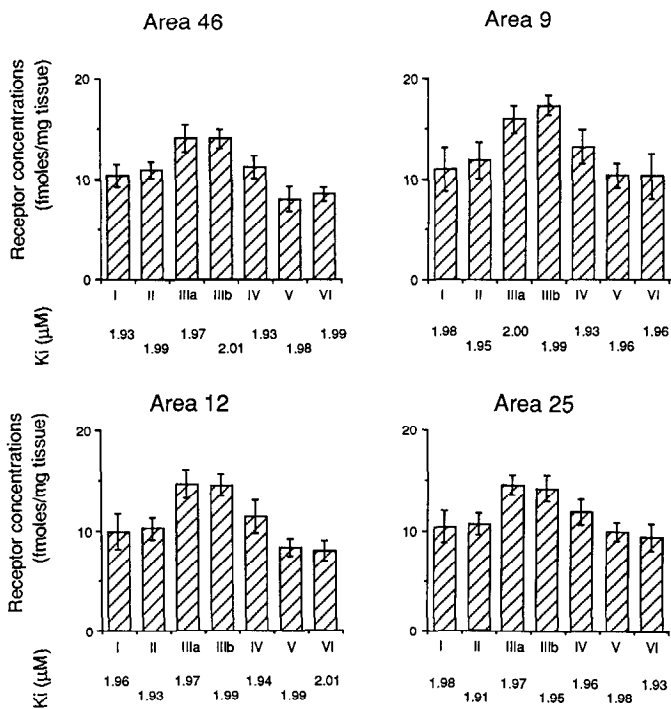 Area 46
Area 9
Receptor concentrations
(fmoles/mg tissue)
20
10
0
I II IIIa IIIb IV V VI
Ki (μM)
1.93 1.99 1.97 2.01 1.93 1.98 1.99
20
10
0
I II IIIa IIIb IV V VI
1.98 1.95 2.00 1.99 1.93 1.96 1.96
Area 12
Area 25
Receptor concentrations
(fmoles/mg tissue)
20
10
0
I II IIIa IIIb IV V VI
Ki (μM)
1.96 1.93 1.97 1.99 1.94 1.99 2.01
20
10
0
I II IIIa IIIb IV V VI
1.98 1.91 1.97 1.95 1.96 1.98 1.93